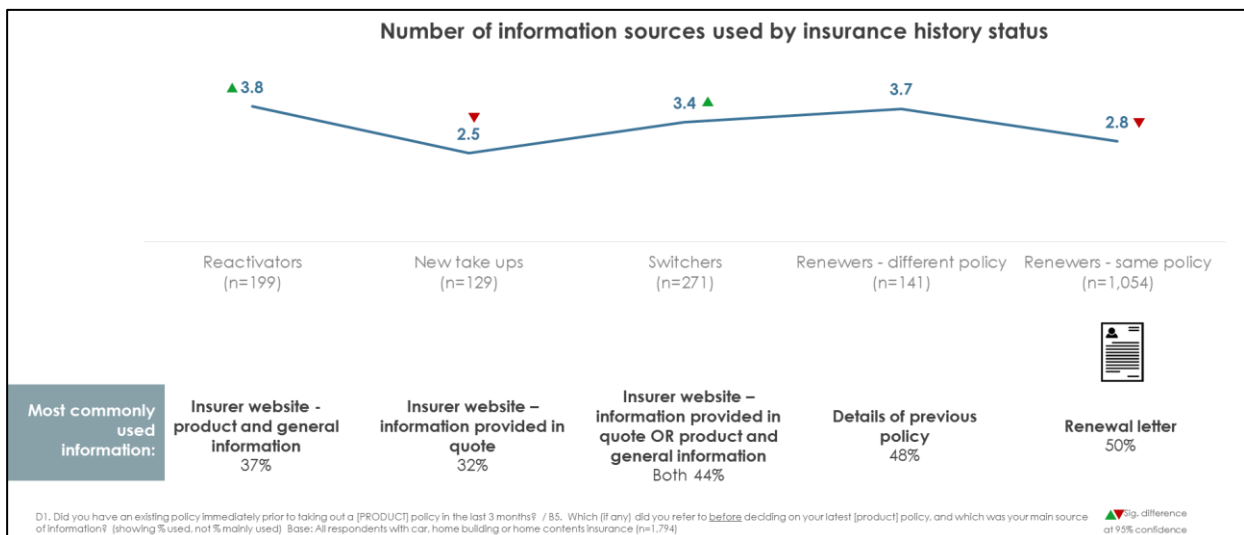 Number of information sources used by insurance history status
3.8
2.5
3.4
3.7
2.8
Reactivators
(n=199)
New take ups
(n=129)
Switchers
(n=271)
Renewers - different policy
(n=141)
Renewers - same policy
(n=1,054)
Most commonly
used
information:
Insurer website -
product and general
information
37%
Insurer website –
information provided in
quote
32%
Insurer website –
information provided in
quote OR product and
general information
Both 44%
Details of previous
policy
48%
Renewal letter
50%
D1. Did you have an existing policy immediately prior to taking out a [PRODUCT] policy in the last 3 months? / B5. Which (if any) did you refer to before deciding on your latest [product] policy, and which was your main source
of information? (showing % used, not % mainly used) Base: All respondents with car, home building or home contents insurance (n=1,794)
Sig. difference
at 95% confidence